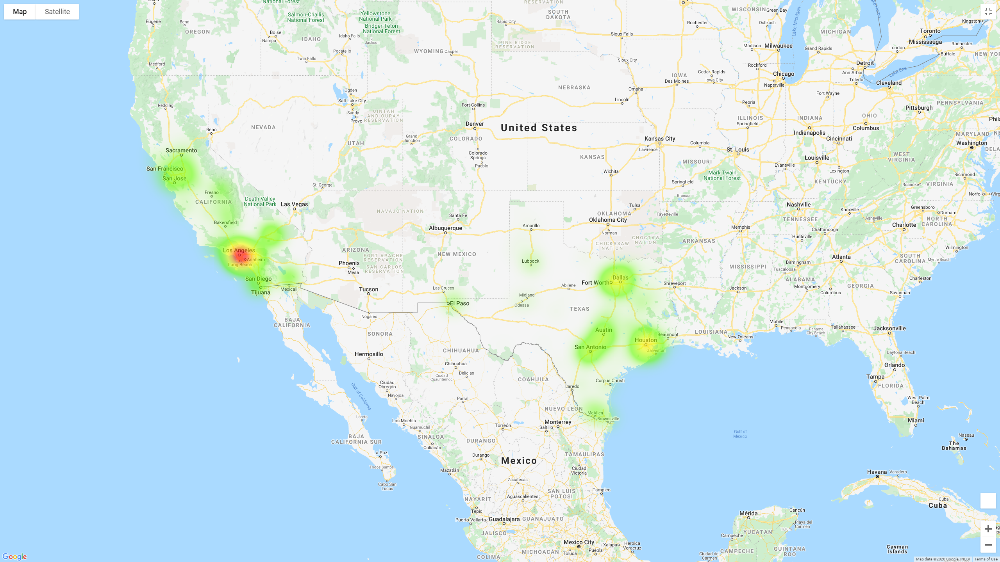 Map
Satellite
Salem
National Forest
RESERVATION
SOUTH
DAKOTA
WISCONSIN
Green Bay
Lake Michigan
Lake Huron
Kingston
Eugene
Bend
OREGON
Salmon-Challis
National Forest
Yellowstone
National Park
Bridger-Teton
National Forest
Rapid City
Rochester
Oshkosh
MICHIGAN
Toronto
Mississauga
Boise
Nampa
IDAHO
Idaho Falls
Jackson
Pocatello
WYOMING
Casper
PINE RIDGE
RESERVATION
Sioux Falls
Madison
Milwaukee
Grand Rapids
London
Rochester
Buffalo
NEW YOR
Medford
Twin Falls
Sioux City
Rockford
Detroit
Ann Arbor
Lake Erie
IOWA
Cedar Rapids
Iowa City
Des Moines
Chicago
Naperville
Toledo
Cleveland
NEBRASKA
Omaha
Lincoln
Fort Wayne
Ogden
Salt Lake City
Sandy
Provo
Redding
Fort Collins
Peoria
PENNSYLVANIA
Pittsburgh
UINTAH
AND OURAY
RESERVATION
ILLINOIS
Springfield
INDIANA
OHIO
Columbus
Phila
NEVADA
Reno
Denver
United States
Indianapolis
Cincinnati
MARYLAND
NE
Grand
Junction
COLORADO
UTAH
Kansas City
Lawrence
Columbia
St. Louis
Washington
DELA
Sacramento
Colorado
Springs
Pueblo
KANSAS
MISSOURI
Louisville
WEST
VIRGINIA
San Francisco
San Jose
Wichita
Mark Twain
National Forest
Evansville
Lexington
Richmond
St. George
Springfield
KENTUCKY
Roanoke
VIRGINIA
Fresno
CALIFORNIA
Death Valley
National Park
Las Vegas
Branson
Norfolk
Virg
NAVAJO NATION
Santa Fe
Tulsa
Nashville
Greensboro
Durham
OKLAHOMA
Oklahoma City
Fayetteville
TENNESSEE
Knoxville
Asheville
NORTH
CAROLINA
Bakersfield
Albuquerque
Amarillo
Norman
Memphis
Chattanooga
Charlotte
CHICKASAW
NATION
CHOCTAW
NATION
ARKANSAS
Huntsville
Los Angeles
Anaheim
Long Beach
ARIZONA
FORT APACHE
RESERVATION
SAN CARLOS
RESERVATION
NEW MEXICO
Lubbock
Wilmington
Atlanta
SOUTH
CAROLINA
Myrtle Beach
Phoenix
Mesa
Birmingham
Tuscaloosa
MISSISSIPPI
San Diego
Tijuana
Mexicali
Tucson
Las Cruces
Abilene
Fort Worth
Dallas
Shreveport
ALABAMA
Montgomery
Columbus
Charleston
GEORGIA
Jackson
Savannah
El Paso
Midland
Odessa
TEXAS
Nogales
BAJA
CALIFORNIA
SONORA
Austin
San Antonio
Houston
Galveston
Beaumont
LOUISIANA
New Orleans
Mobile
Pensacola
Panama
City Beach
Tallahassee
Jacksonville
Hermosillo
CHIHUAHUA
Chihuahua
Daytona Beach
Ciudad
Cuauhtemoc
Delicias
COAHUILA
Corpus Christi
Orlando
Tampa
FLORIDA
Ciudad
Obregón
Navojoa
Gulf of California
Laredo
Parral
West Palm
Beach
NUEVO LEON
McAllen
Brownsville
Loreto
Los Mochis
Guamúchil
Torreón
Monterrey
Saltillo
Miami
BAJA
CALIFORNIA SUR
SINALOA
Culiacán
DURANGO
Gulf of
Mexico
Nassau
The
Bahamas
La Paz
Durango
Mexico
TAMAULIPAS
Todos Santos
Mazatlán
Ciudad
Victoria
Havana
Varadero
Cabo San
Lucas
Zacatecas
SAN LUIS
POTOSI
Tampico
NAYARIT
Aguascalientes
Cuba
Cuba
Tepic
Mérida
Cancún
Puerto Vallarta
Guadalajara
GUANAJUATO
Playa del
Carmen
Tulum
JALISCO
YUCATAN
Campeche
Mexico City
Toluca
Puebla
Xalapa
Heroica
Veracruz
Cayman
Islands
COLIMA
MICHOACÁN
CAMPECHE
QUINTANA
ROO
Ciudad del
Carmen
Google
Map data ©2020 Google, INEGI
Terms of Use